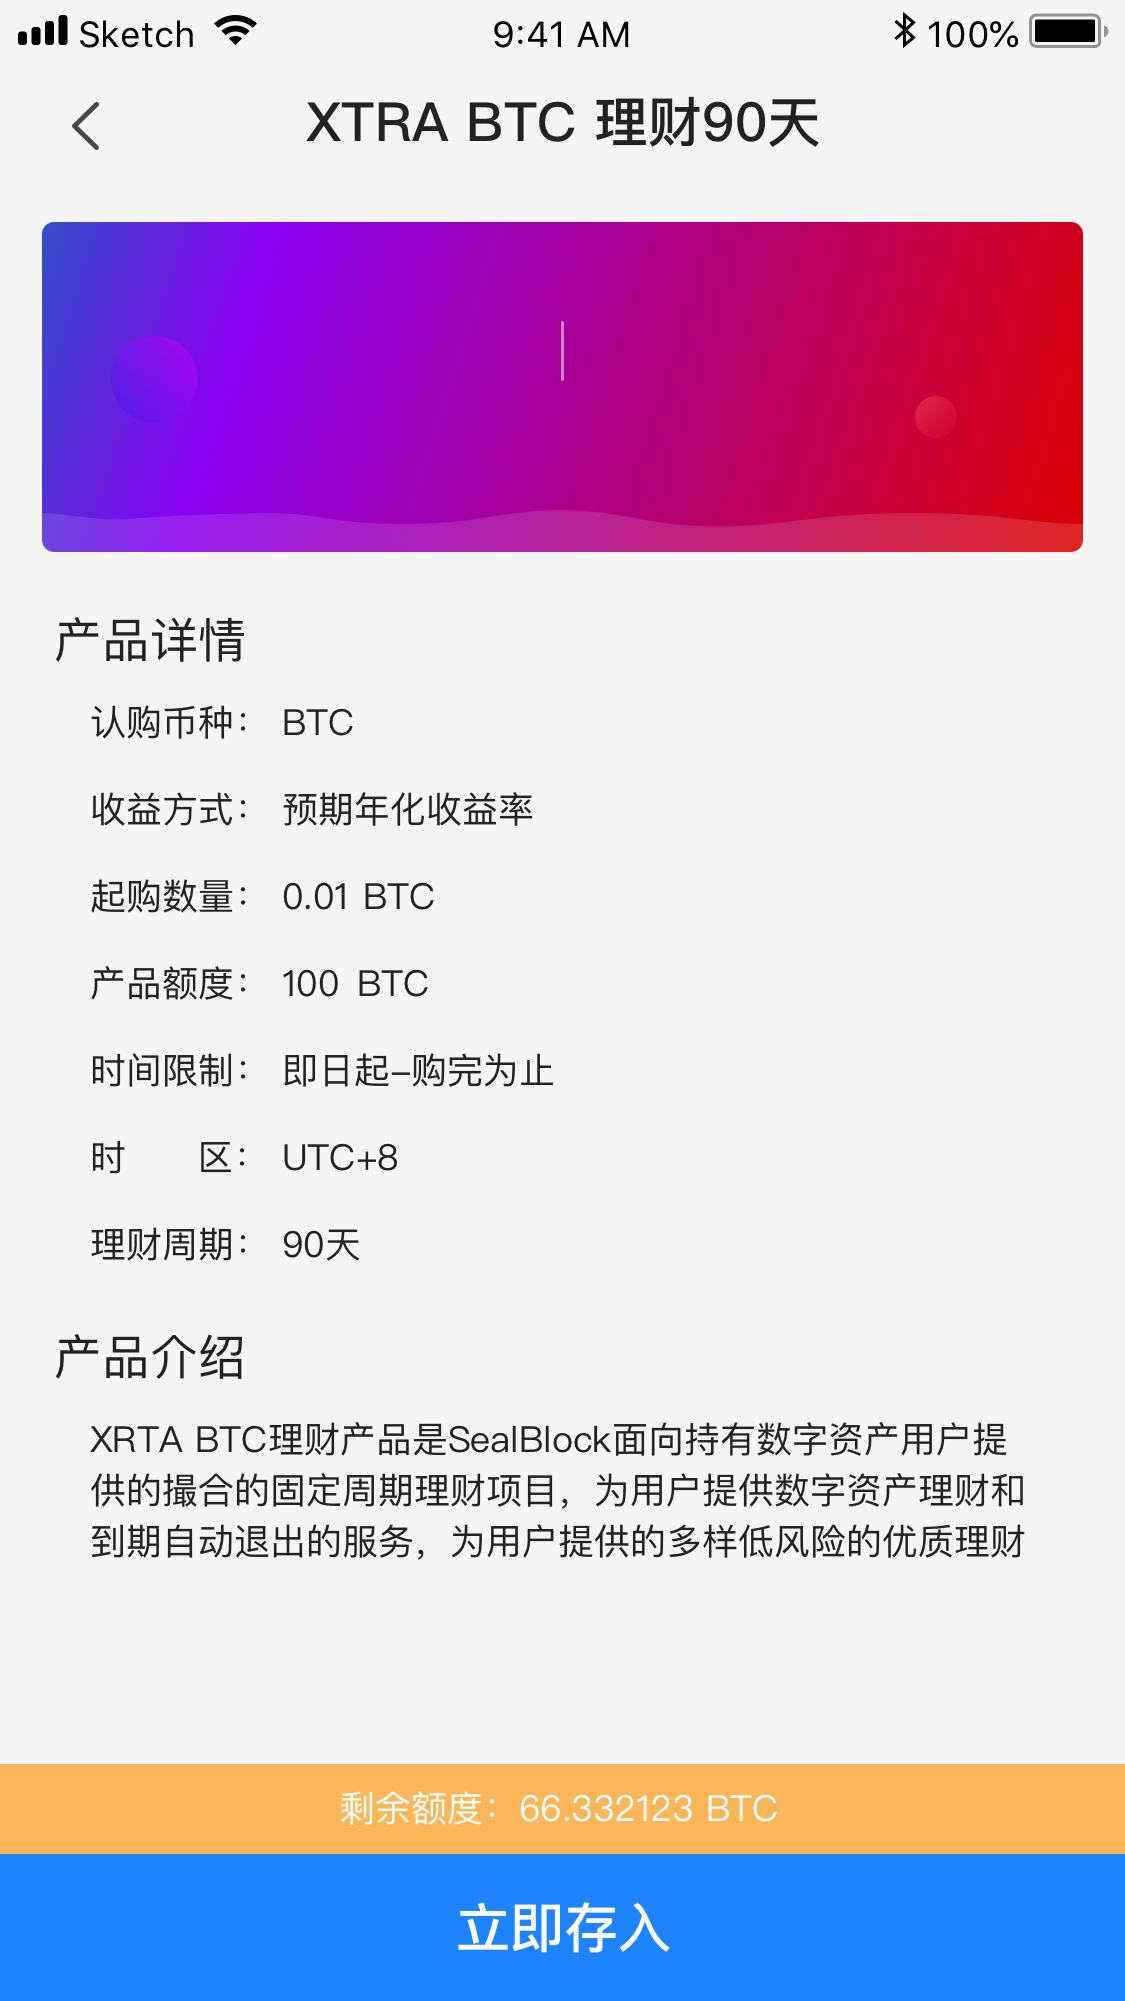 Sketch 9:41 AM 100%
XTRA BTC 理财90天
产品详情
认购币种： BTC
收益方式： 预期年化收益率
起购数量： 0.01 BTC
产品额度： 100 BTC
时间限制： 即日起–购完为止
时　　区： UTC+8
理财周期： 90天
产品介绍
XRTA BTC理财产品是SealBlock面向持有数字资产用户提
供的撮合的固定周期理财项目，为用户提供数字资产理财和
到期自动退出的服务，为用户提供的多样低风险的优质理财
剩余额度：66.332123 BTC
立即存入